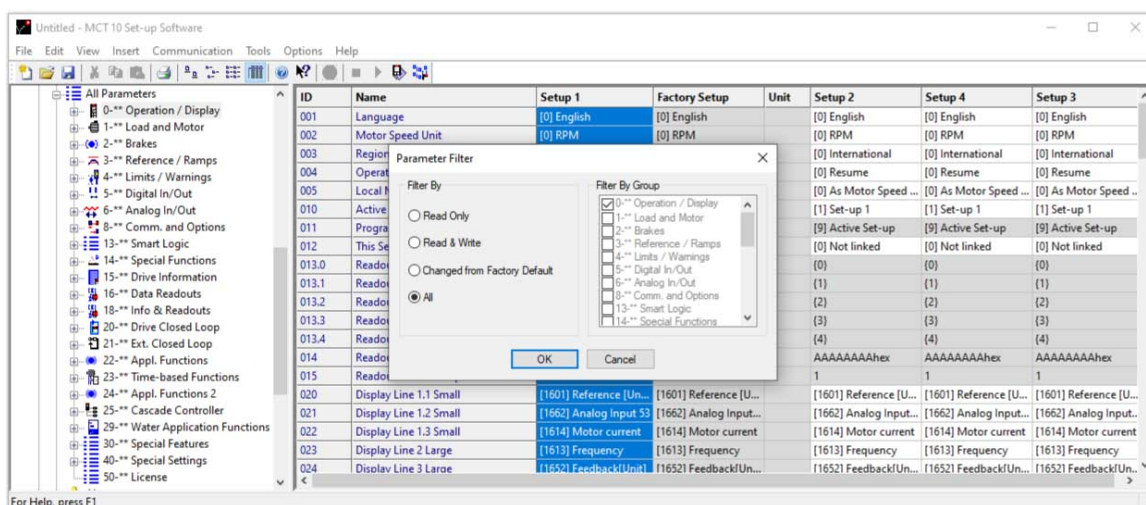 Untitled - MCT 10 Set-up Software
File Edit View Insert Communication Tools Options Help
All Parameters
0-** Operation / Display
1-** Load and Motor
2-** Brakes
3-** Reference / Ramps
4-** Limits / Warnings
5-** Digital In/Out
6-** Analog In/Out
8-** Comm. and Options
13-** Smart Logic
14-** Special Functions
15-** Drive Information
16-** Data Readouts
18-** Info & Readouts
20-** Drive Closed Loop
21-** Ext. Closed Loop
22-** Appl. Functions
23-** Time-based Functions
24-** Appl. Functions 2
25-** Cascade Controller
29-** Water Application Functions
30-** Special Features
40-** Special Settings
50-** License
ID Name Setup 1 Factory Setup Unit Setup 2 Setup 4 Setup 3
001 Language [0] English [0] English [0] English [0] English [0] English
002 Motor Speed Unit [0] RPM [0] RPM [0] RPM [0] RPM [0] RPM
003 Region [0] International [0] International [0] International
004 Operat [0] Resume [0] Resume [0] Resume
005 Local [0] As Motor Speed ... [0] As Motor Speed ... [0] As Motor Speed ..
010 Active [1] Set-up 1 [1] Set-up 1 [1] Set-up 1
011 Progra [9] Active Set-up [9] Active Set-up [9] Active Set-up
012 This Se [0] Not linked [0] Not linked [0] Not linked
013.0 Readou {0} {0} {0}
013.1 Readou {1} {1} {1}
013.2 Readou {2} {2} {2}
013.3 Readou {3} {3} {3}
013.4 Readou {4} {4} {4}
014 Readou AAAAAAAAhex AAAAAAAAhex AAAAAAAAhex
015 Readou 1 1 1
020 Display Line 1.1 Small [1601] Reference [Un... [1601] Reference [U... [1601] Reference [U... [1601] Reference [U... [1601] Reference [U...
021 Display Line 1.2 Small [1662] Analog Input 53 [1662] Analog Input... [1662] Analog Input... [1662] Analog Input... [1662] Analog Input..
022 Display Line 1.3 Small [1614] Motor current [1614] Motor current [1614] Motor current [1614] Motor current [1614] Motor current
023 Display Line 2 Large [1613] Frequency [1613] Frequency [1613] Frequency [1613] Frequency [1613] Frequency
024 Display Line 3 Large [1652] Feedback[Unit] [1652] Feedback[Un... [1652] Feedback[Un... [1652] Feedback[Un... [1652] Feedback[Un...
Parameter Filter
Filter By
Read Only
Read & Write
Changed from Factory Default
All
Filter By Group
0-** Operation / Display
1-** Load and Motor
2-** Brakes
3-** Reference / Ramps
4-** Limits / Warnings
5-** Digital In/Out
6-** Analog In/Out
8-** Comm. and Options
13-** Smart Logic
14-** Special Functions
OK Cancel
For Help, press F1